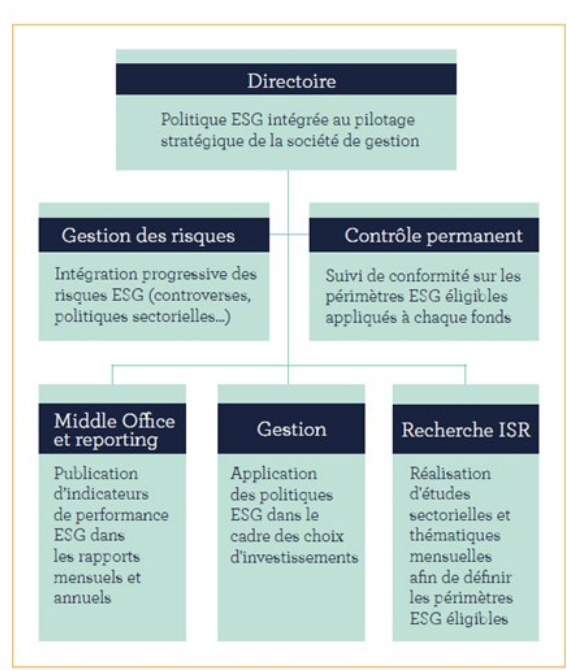 Directoire
Politique ESG intégrée au pilotage
stratégique de la société de gestion
Gestion des risques
Intégration progressive des
risques ESG (controverses,
politiques sectorielles...)
Contrôle permanent
Suivi de conformité sur les
périmètres ESG éligibles
appliqués à chaque fonds
Middle Office
et reporting
Publication
d'indicateurs
de performance
ESG dans
les rapports
mensuels et
annuels
Gestion
Application
des politiques
ESG dans le
cadre des choix
d'investissements
Recherche ISR
Réalisation
d'études
sectorielles et
thématiques
mensuelles
afin de définir
les périmètres
ESG éligibles